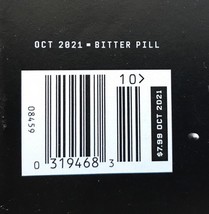 OCT 2021 ■ BITTER PILL
10>
08459
$7.99 OCT 2021
0 319468 3